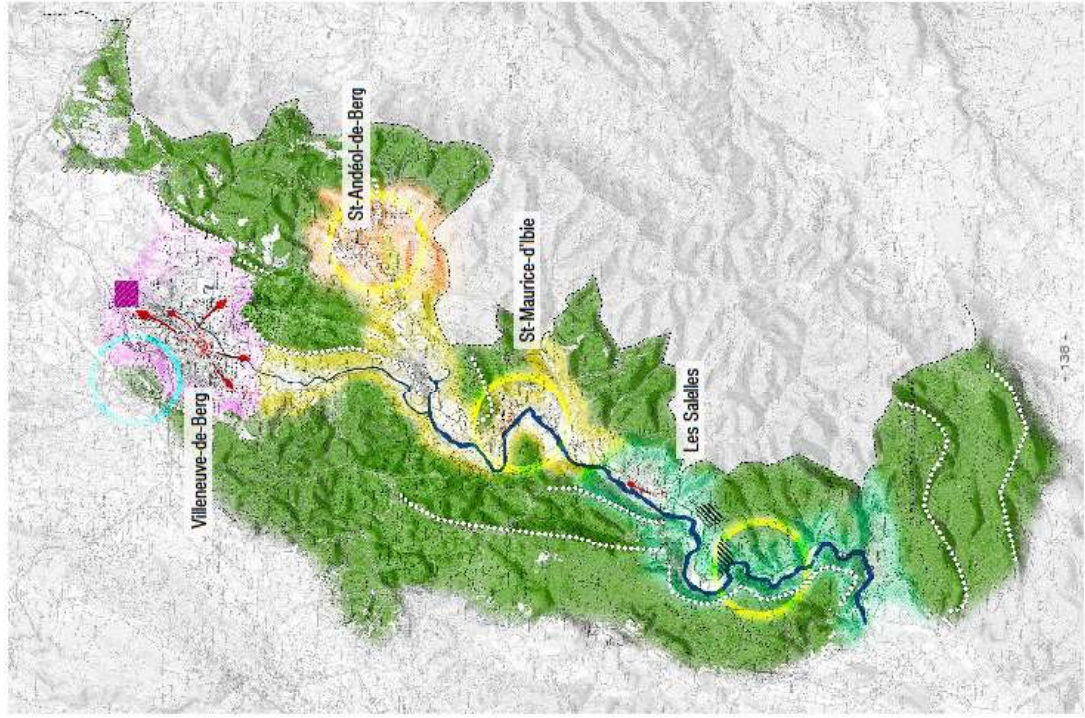 Villeneuve-de-Berg
St-Andéol-de-Berg
St-Maurice-d'Ibie
Les Salelles
- 138 -